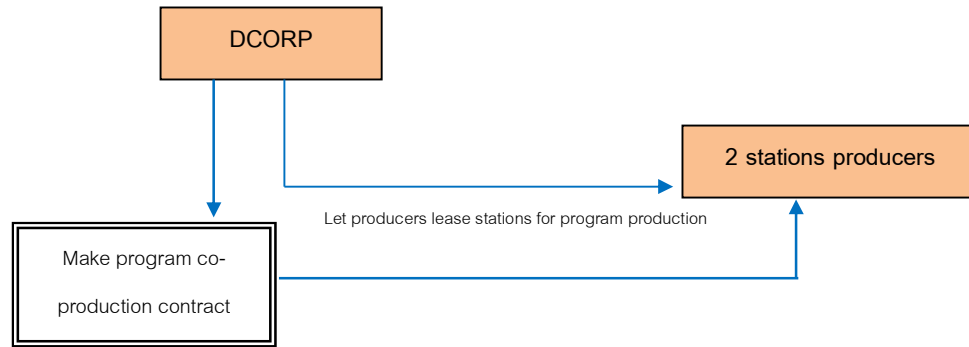 DCORP
2 stations producers
Let producers lease stations for program production
Make program co-
production contract